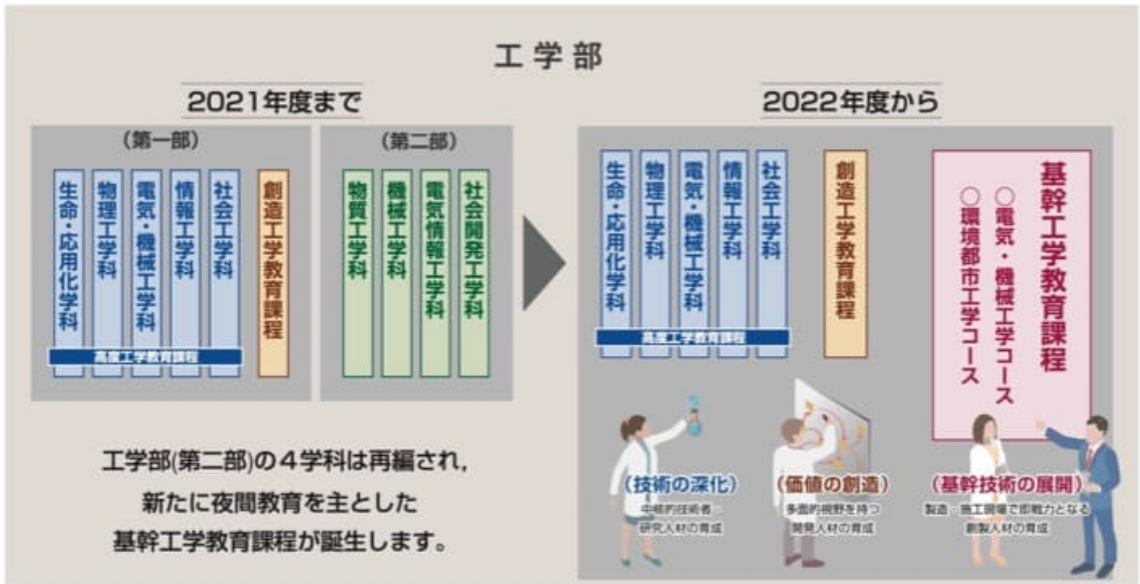 工学部
2021年度まで
(第一部)
生命・応用化学科
物理工学科
電気・機械工学科
情報工学科
社会工学科
高度工学教育課程
創造工学教育課程
(第二部)
物質工学科
機械工学科
電気情報工学科
社会開発工学科
工学部(第二部)の4学科は再編され,
新たに夜間教育を主とした
基幹工学教育課程が誕生します。
2022年度から
生命・応用化学科
物理工学科
電気・機械工学科
情報工学科
社会工学科
高度工学教育課程
創造工学教育課程
基幹工学教育課程
○電気・機械工学コース
○環境都市工学コース
(技術の深化)
中核的技術者・
研究人材の育成
(価値の創造)
多面的視野を持つ
開発人材の育成
(基幹技術の展開)
製造・施工現場で即戦力となる
創製人材の育成